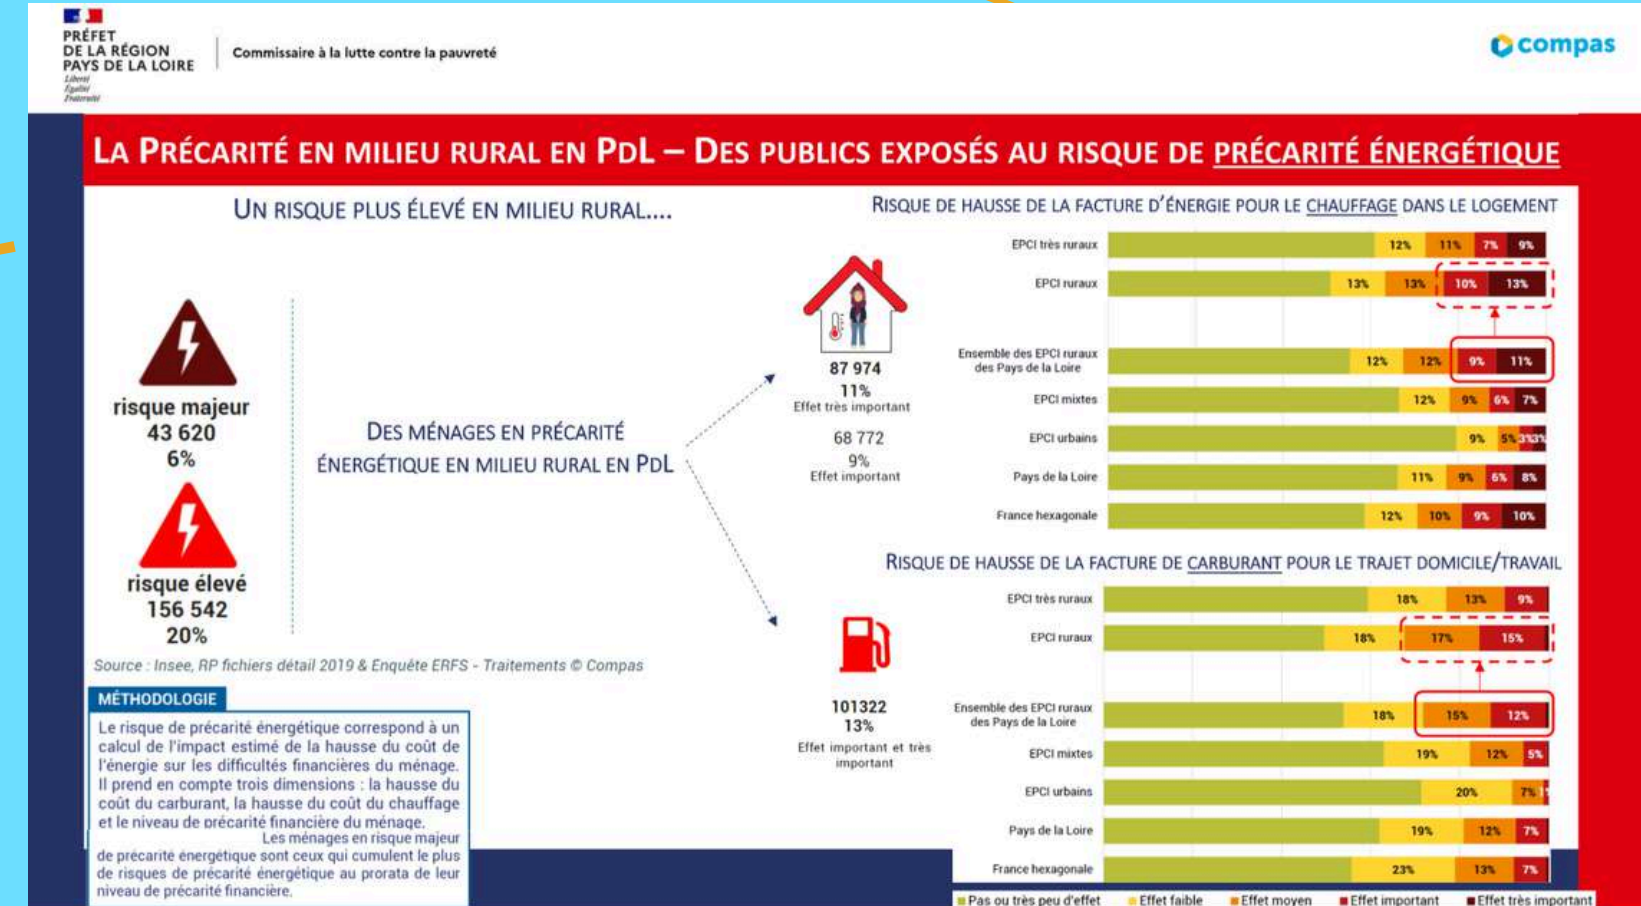 PRÉFET
DE LA RÉGION
PAYS DE LA LOIRE
Liberté
Égalité
Fraternité
Commissaire à la lutte contre la pauvreté
compas
LA PRÉCARITÉ EN MILIEU RURAL EN PDL – DES PUBLICS EXPOSÉS AU RISQUE DE PRÉCARITÉ ÉNERGÉTIQUE
UN RISQUE PLUS ÉLEVÉ EN MILIEU RURAL....
risque majeur
43 620
6%
risque élevé
156 542
20%
DES MÉNAGES EN PRÉCARITÉ
ÉNERGÉTIQUE EN MILIEU RURAL EN PDL
Source : Insee, RP fichiers détail 2019 & Enquête ERFS - Traitements © Compas
MÉTHODOLOGIE
Le risque de précarité énergétique correspond à un
calcul de l'impact estimé de la hausse du coût de
l'énergie sur les difficultés financières du ménage.
Il prend en compte trois dimensions : la hausse du
coût du carburant, la hausse du coût du chauffage
et le niveau de précarité financière du ménage.
Les ménages en risque majeur
de précarité énergétique sont ceux qui cumulent le plus
de risques de précarité énergétique au prorata de leur
niveau de précarité financière.
87 974
11%
Effet très important
68 772
9%
Effet important
101322
13%
Effet important et très
important
RISQUE DE HAUSSE DE LA FACTURE D'ÉNERGIE POUR LE CHAUFFAGE DANS LE LOGEMENT
EPCI très ruraux 12% 11% 7% 9%
EPCI ruraux 13% 13% 10% 13%
Ensemble des EPCI ruraux
des Pays de la Loire 12% 12% 9% 11%
EPCI mixtes 12% 9% 6% 7%
EPCI urbains 9% 5% 3% 3%
Pays de la Loire 11% 9% 6% 8%
France hexagonale 12% 10% 9% 10%
RISQUE DE HAUSSE DE LA FACTURE DE CARBURANT POUR LE TRAJET DOMICILE/TRAVAIL
EPCI très ruraux 18% 13% 9%
EPCI ruraux 18% 17% 15%
Ensemble des EPCI ruraux
des Pays de la Loire 18% 15% 12%
EPCI mixtes 19% 12% 5%
EPCI urbains 20% 7%
Pays de la Loire 19% 12% 7%
France hexagonale 23% 13% 7%
Pas ou très peu d'effet Effet faible Effet moyen Effet important Effet très important